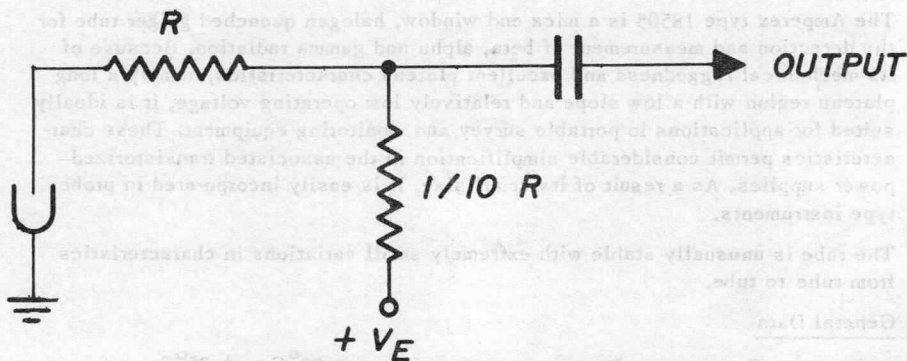 The Amperex type 18505 is a mica end window, halogen quenched geiger tube for
the detection and measurement of beta, alpha and gamma radiation. Because of
its mechanical ruggedness and excellent plateau characteristics, namely a long
plateau region with a low slope and relatively low operating voltage, it is ideally
suited for applications in portable survey and monitoring equipment. These char-
acteristics permit considerable simplification in the associated transistorized
power supplies. As a result of its small size, it is easily incorporated in probe
type instruments.
The tube is unusually stable with extremely small variations in characteristics
from tube to tube.
General Data
R
OUTPUT
1/10 R
+ VE